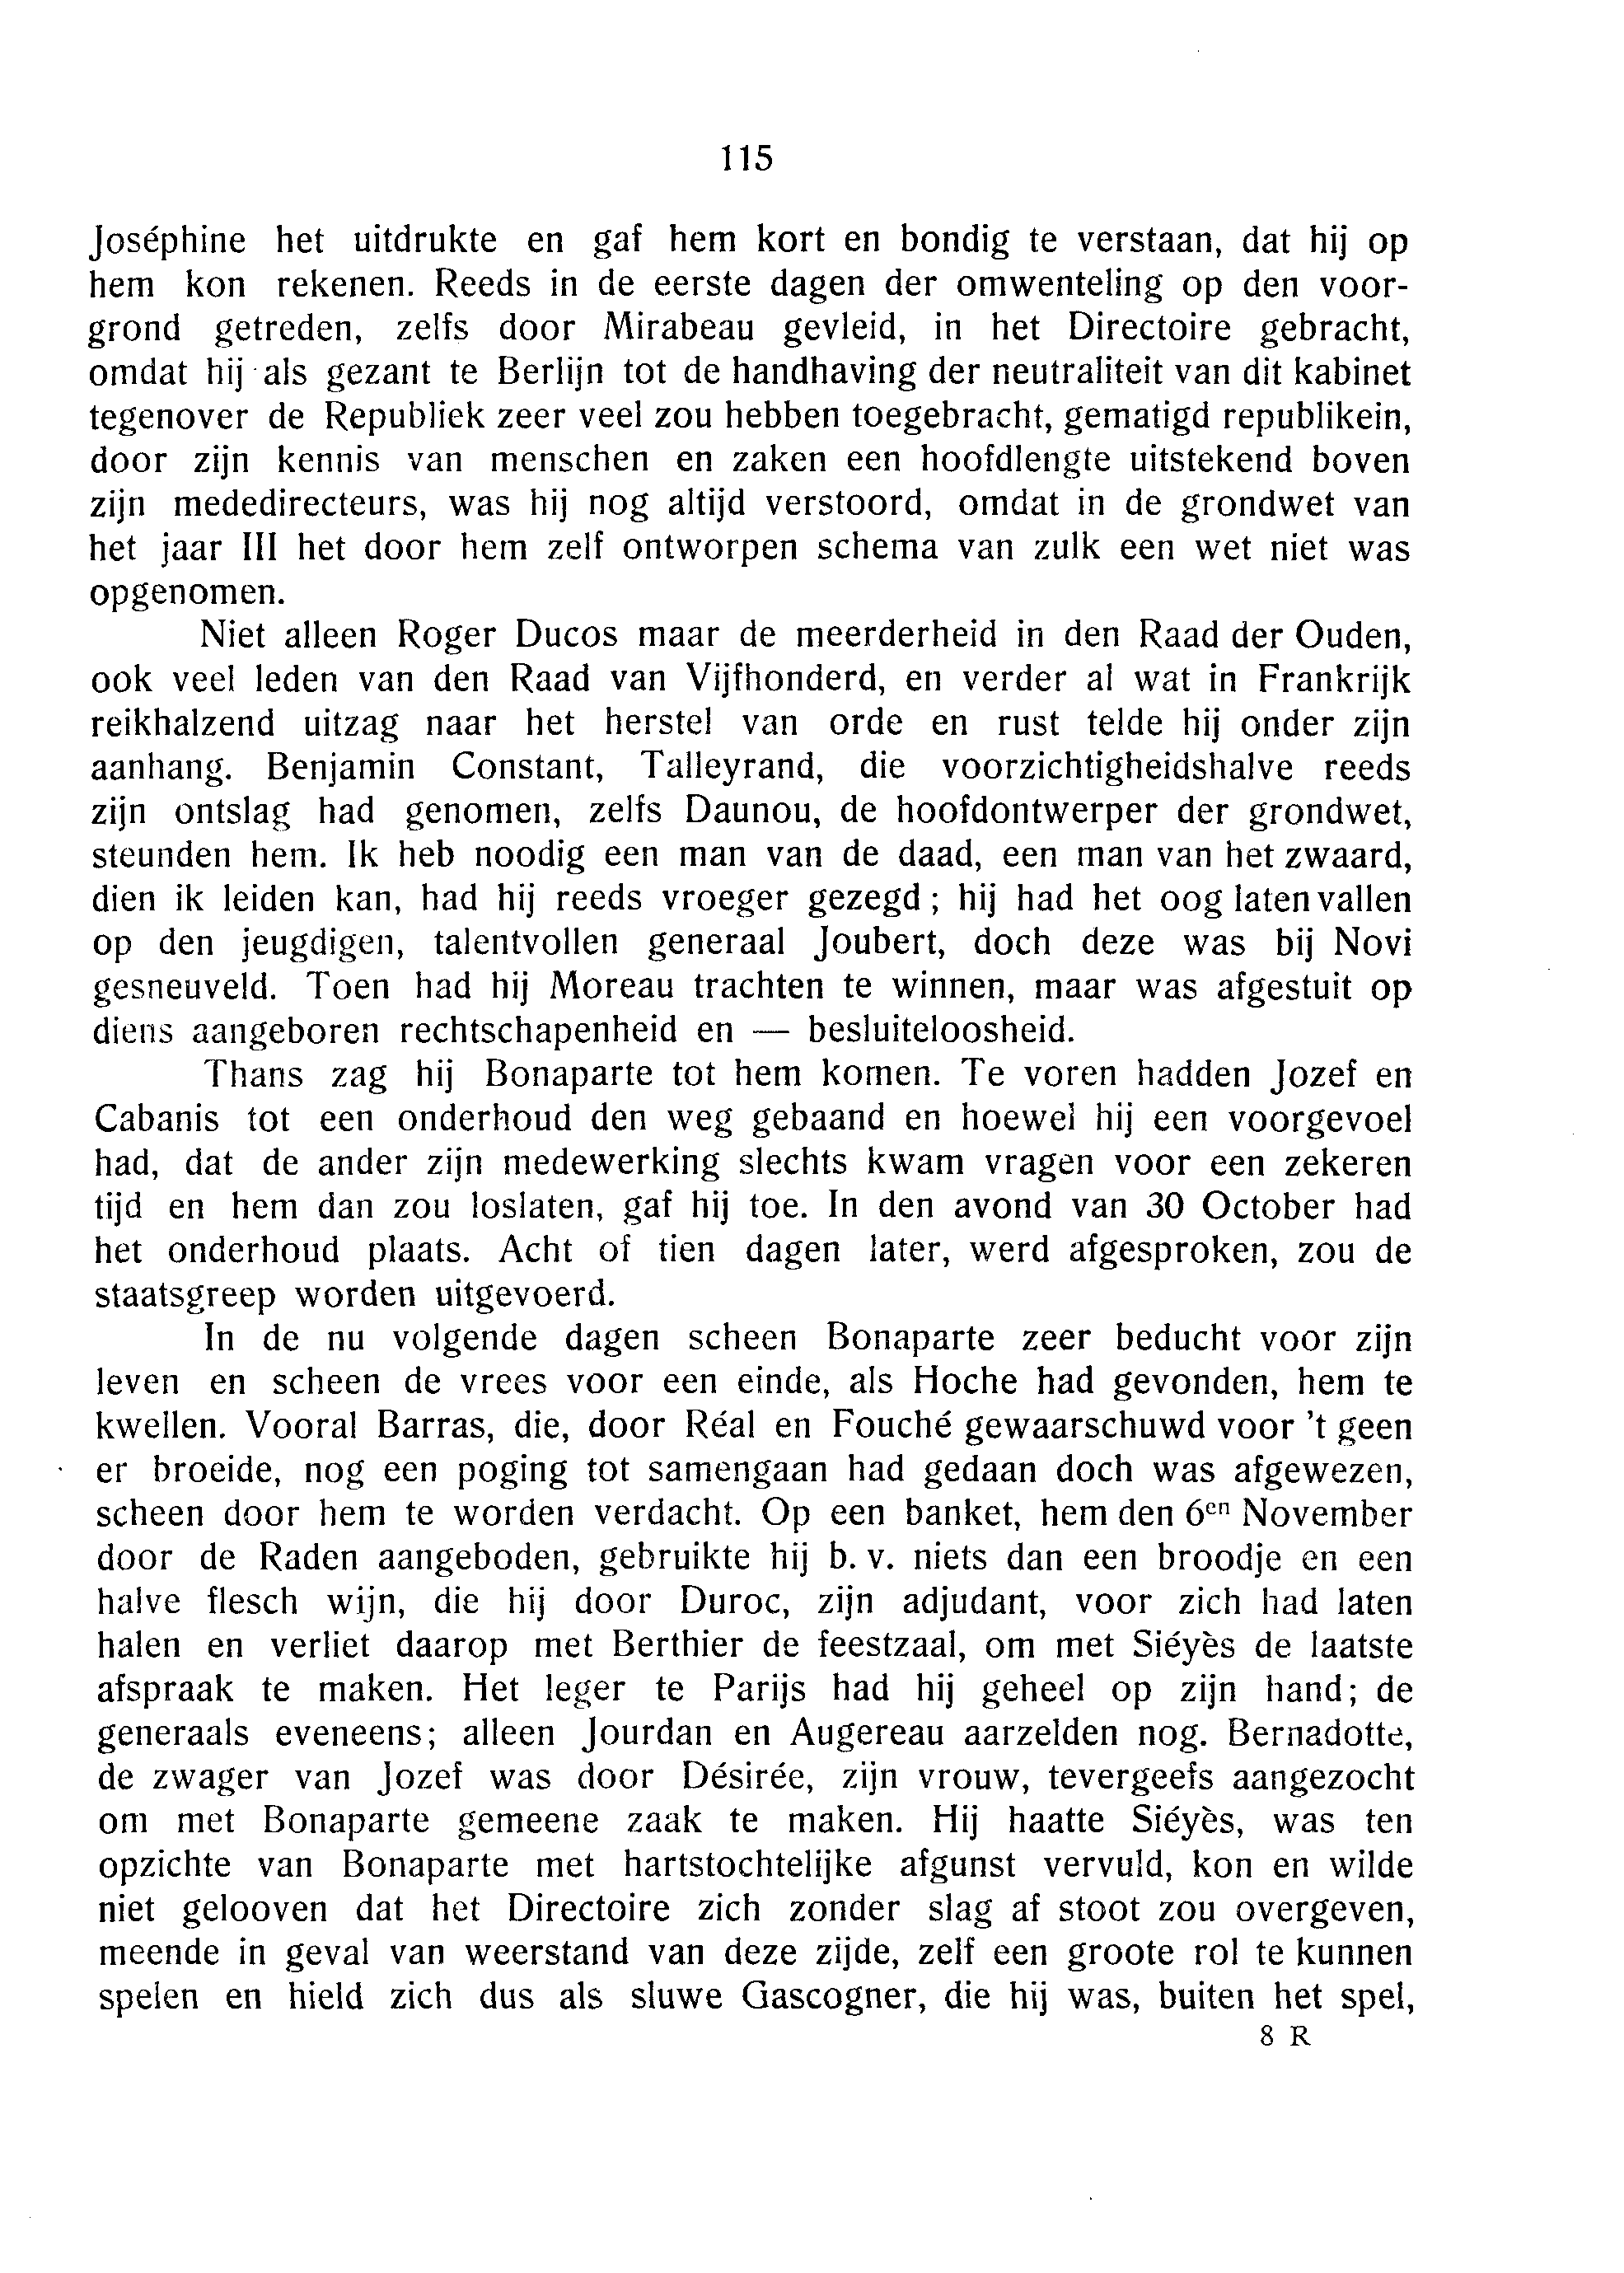 115
Joséphine het uitdrukte en gaf hem kort en bondig te verstaan, dat hij op
hem kon rekenen. Reeds in de eerste dagen der omwenteling op den voor-
grond getreden, zelfs door Mirabeau gevleid, in het Directoire gebracht,
omdat hij als gezant te Berlijn tot de handhaving der neutraliteit van dit kabinet
tegenover de Republiek zeer veel zou hebben toegebracht, gematigd republikein,
door zijn kennis van menschen en zaken een hoofdlengte uitstekend boven
zijn mededirecteurs, was hij nog altijd verstoord, omdat in de grondwet van
het jaar III het door hem zelf ontworpen schema van zulk een wet niet was
opgenomen.
Niet alleen Roger Ducos maar de meerderheid in den Raad der Ouden,
ook veel leden van den Raad van Vijfhonderd, en verder al wat in Frankrijk
reikhalzend uitzag naar het herstel van orde en rust telde hij onder zijn
aanhang. Benjamin Constant, Talleyrand, die voorzichtigheidshalve reeds
zijn ontslag had genomen, zelfs Daunou, de hoofdontwerper der grondwet,
steunden hem. Ik heb noodig een man van de daad, een man van het zwaard,
dien ik leiden kan, had hij reeds vroeger gezegd; hij had het oog laten vallen
op den jeugdigen, talentvollen generaal Joubert, doch deze was bij Novi
gesneuveld. Toen had hij Moreau trachten te winnen, maar was afgestuit op
diens aangeboren rechtschapenheid en — besluiteloosheid.
Thans zag hij Bonaparte tot hem komen. Te voren hadden Jozef en
Cabanis tot een onderhoud den weg gebaand en hoewel hij een voorgevoel
had, dat de ander zijn medewerking slechts kwam vragen voor een zekeren
tijd en hem dan zou loslaten, gaf hij toe. In den avond van 30 October had
het onderhoud plaats. Acht of tien dagen later, werd afgesproken, zou de
staatsgreep worden uitgevoerd.
In de nu volgende dagen scheen Bonaparte zeer beducht voor zijn
leven en scheen de vrees voor een einde, als Hoche had gevonden, hem te
kwellen. Vooral Barras, die, door Réal en Fouché gewaarschuwd voor 't geen
er broeide, nog een poging tot samengaan had gedaan doch was afgewezen,
scheen door hem te worden verdacht. Op een banket, hem den 6en November
door de Raden aangeboden, gebruikte hij b. v. niets dan een broodje en een
halve flesch wijn, die hij door Duroc, zijn adjudant, voor zich had laten
halen en verliet daarop met Berthier de feestzaal, om met Siéyès de laatste
afspraak te maken. Het leger te Parijs had hij geheel op zijn hand; de
generaals eveneens; alleen Jourdan en Augereau aarzelden nog. Bernadotte,
de zwager van Jozef was door Désirée, zijn vrouw, tevergeefs aangezocht
om met Bonaparte gemeene zaak te maken. Hij haatte Siéyès, was ten
opzichte van Bonaparte met hartstochtelijke afgunst vervuld, kon en wilde
niet gelooven dat het Directoire zich zonder slag af stoot zou overgeven,
meende in geval van weerstand van deze zijde, zelf een groote rol te kunnen
spelen en hield zich dus als sluwe Gascogner, die hij was, buiten het spel,
8 R